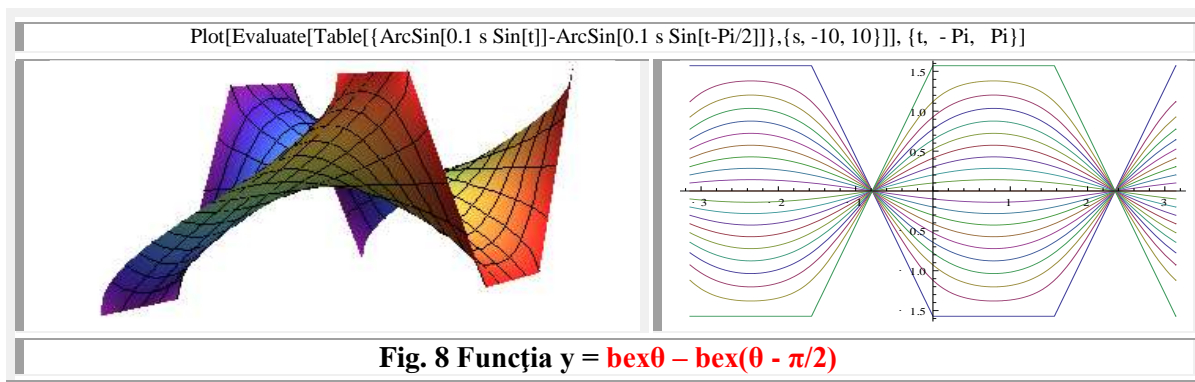 Plot[Evaluate[Table[{ArcSin[0.1 s Sin[t]]-ArcSin[0.1 s Sin[t-Pi/2]]},{s, -10, 10}]], {t, - Pi, Pi}]
1.5
1.0
0.5
3 2 1 1 2 3
0.5
1.0
1.5
Fig. 8 Funcţia y = bexθ – bex(θ - π/2)